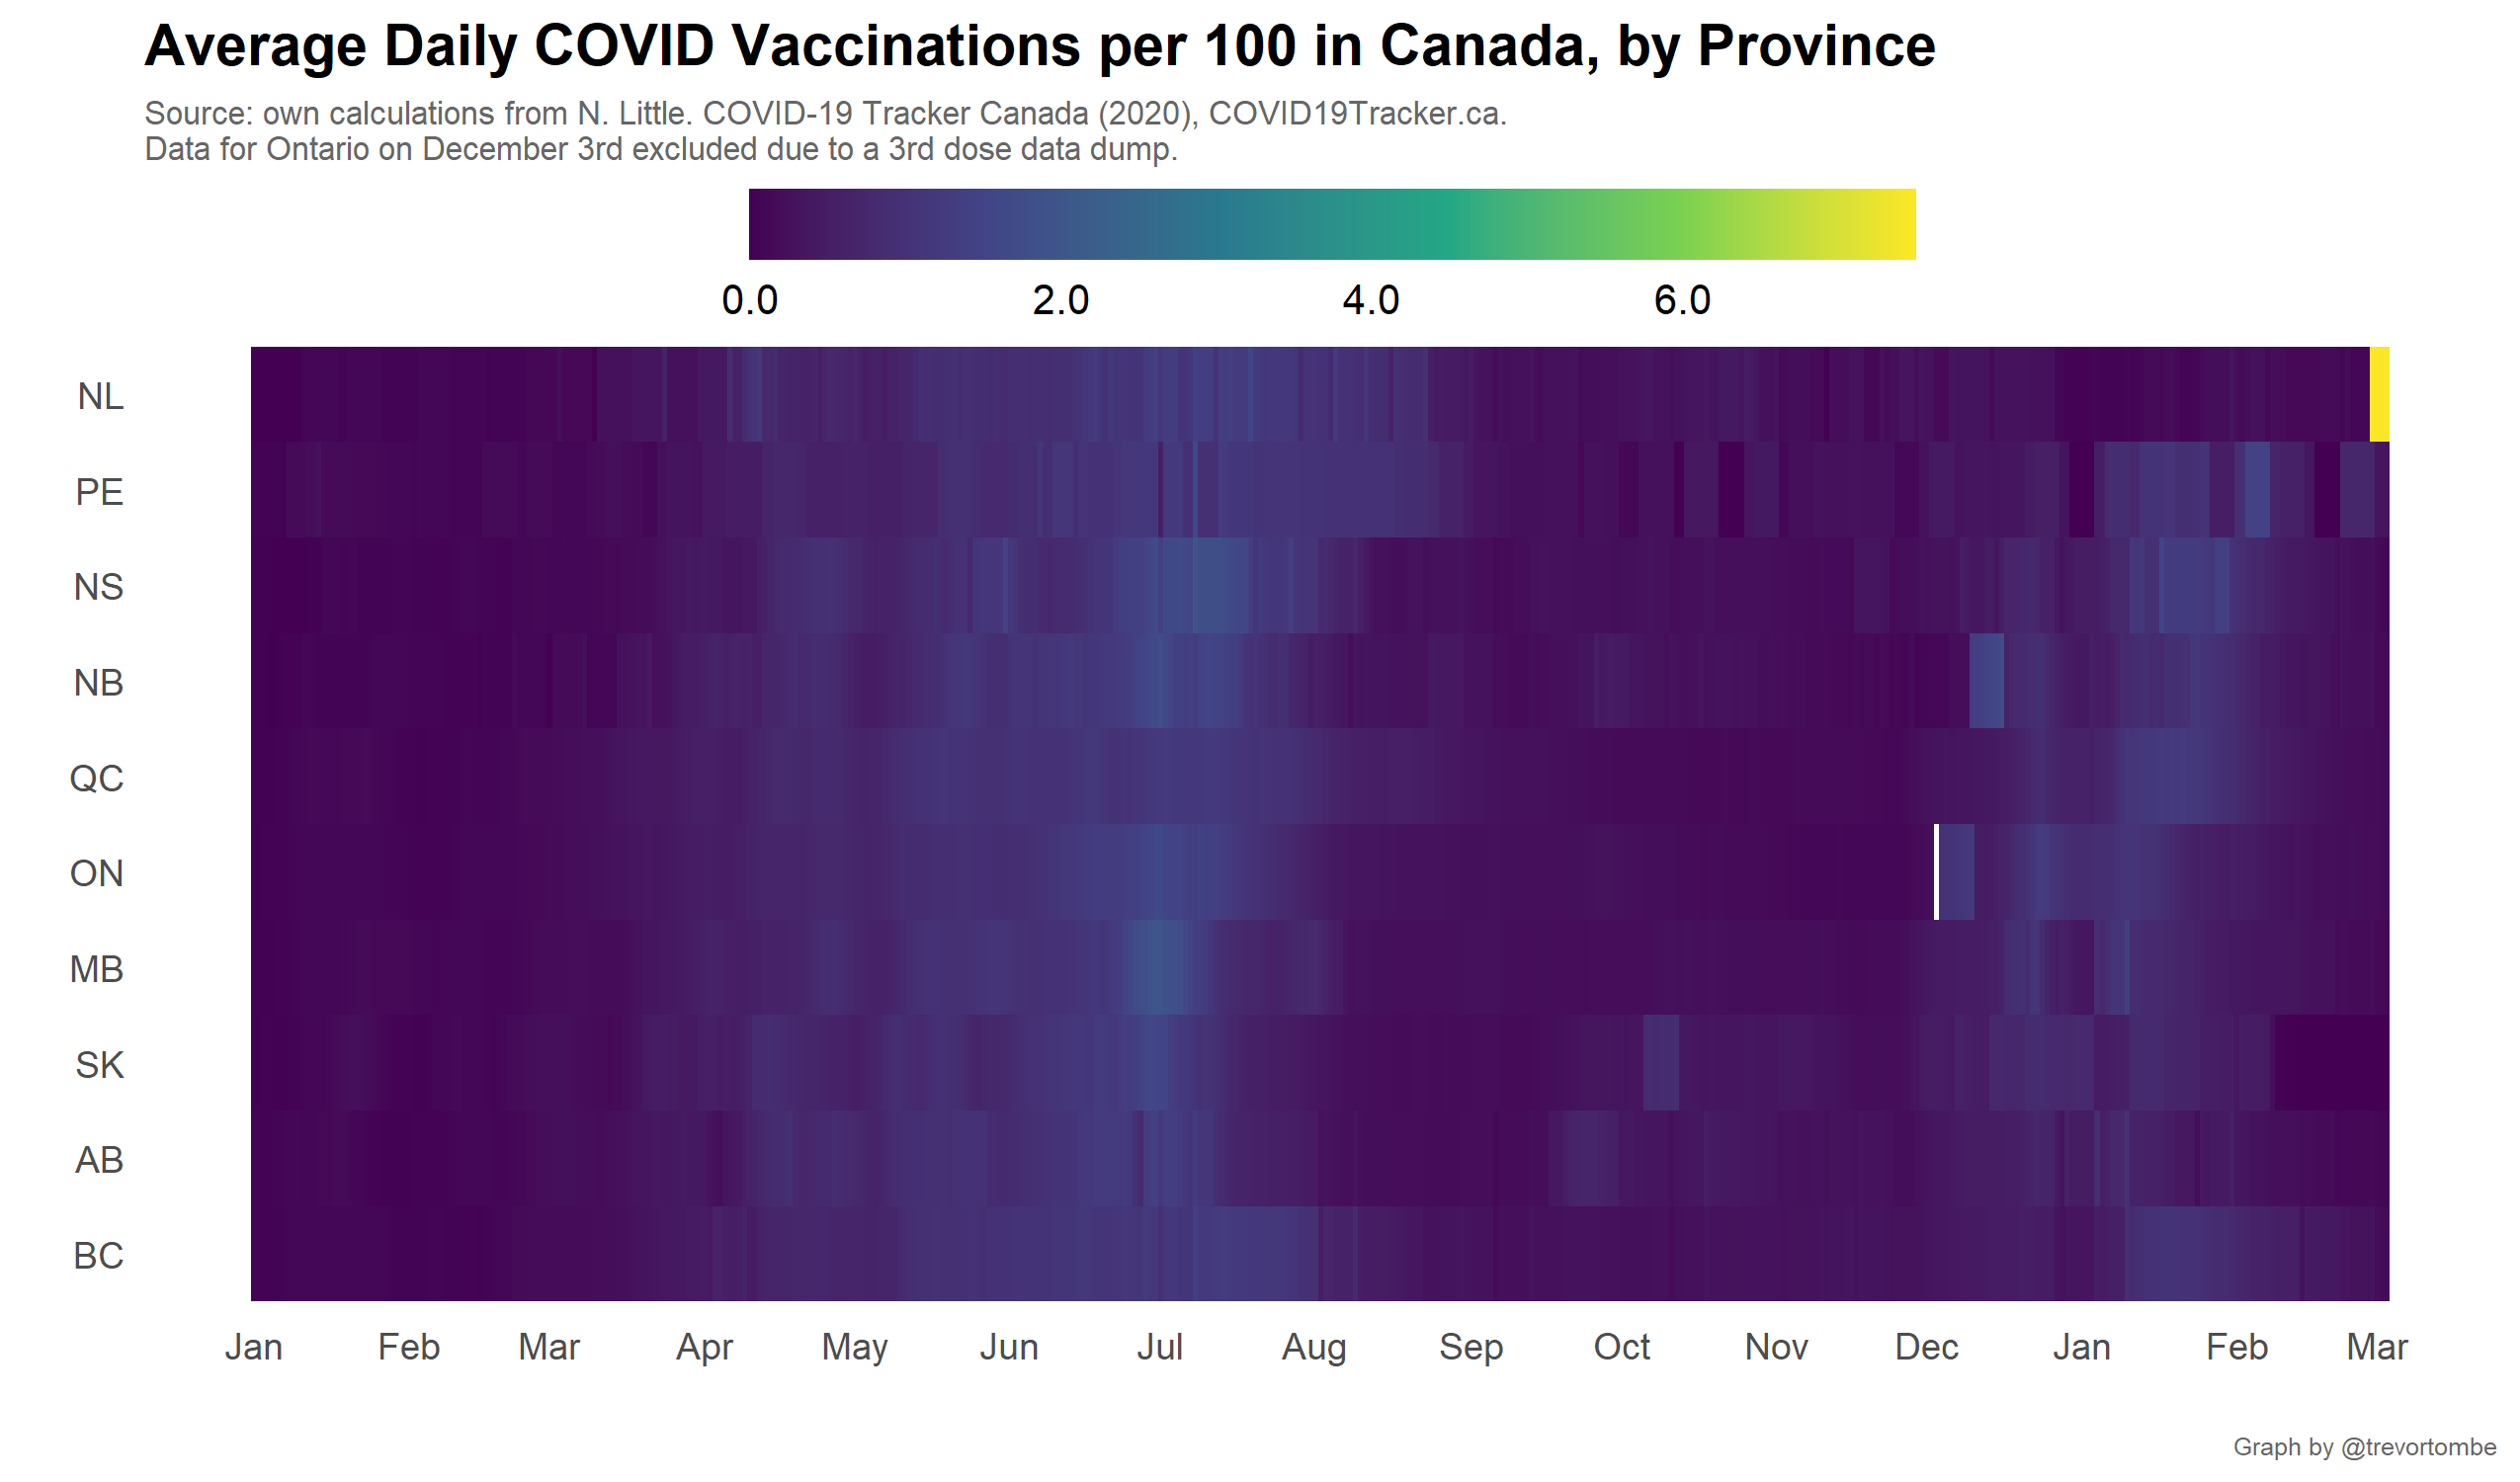 Average Daily COVID Vaccinations per 100 in Canada, by Province
Source: own calculations from N. Little. COVID-19 Tracker Canada (2020), COVID19Tracker.ca.
Data for Ontario on December 3rd excluded due to a 3rd dose data dump.
0.0 2.0 4.0 6.0
NL
PE
NS
NB
QC
ON
MB
SK
AB
BC
Jan Feb Mar Apr May Jun Jul Aug Sep Oct Nov Dec Jan Feb Mar
Graph by @trevortombe